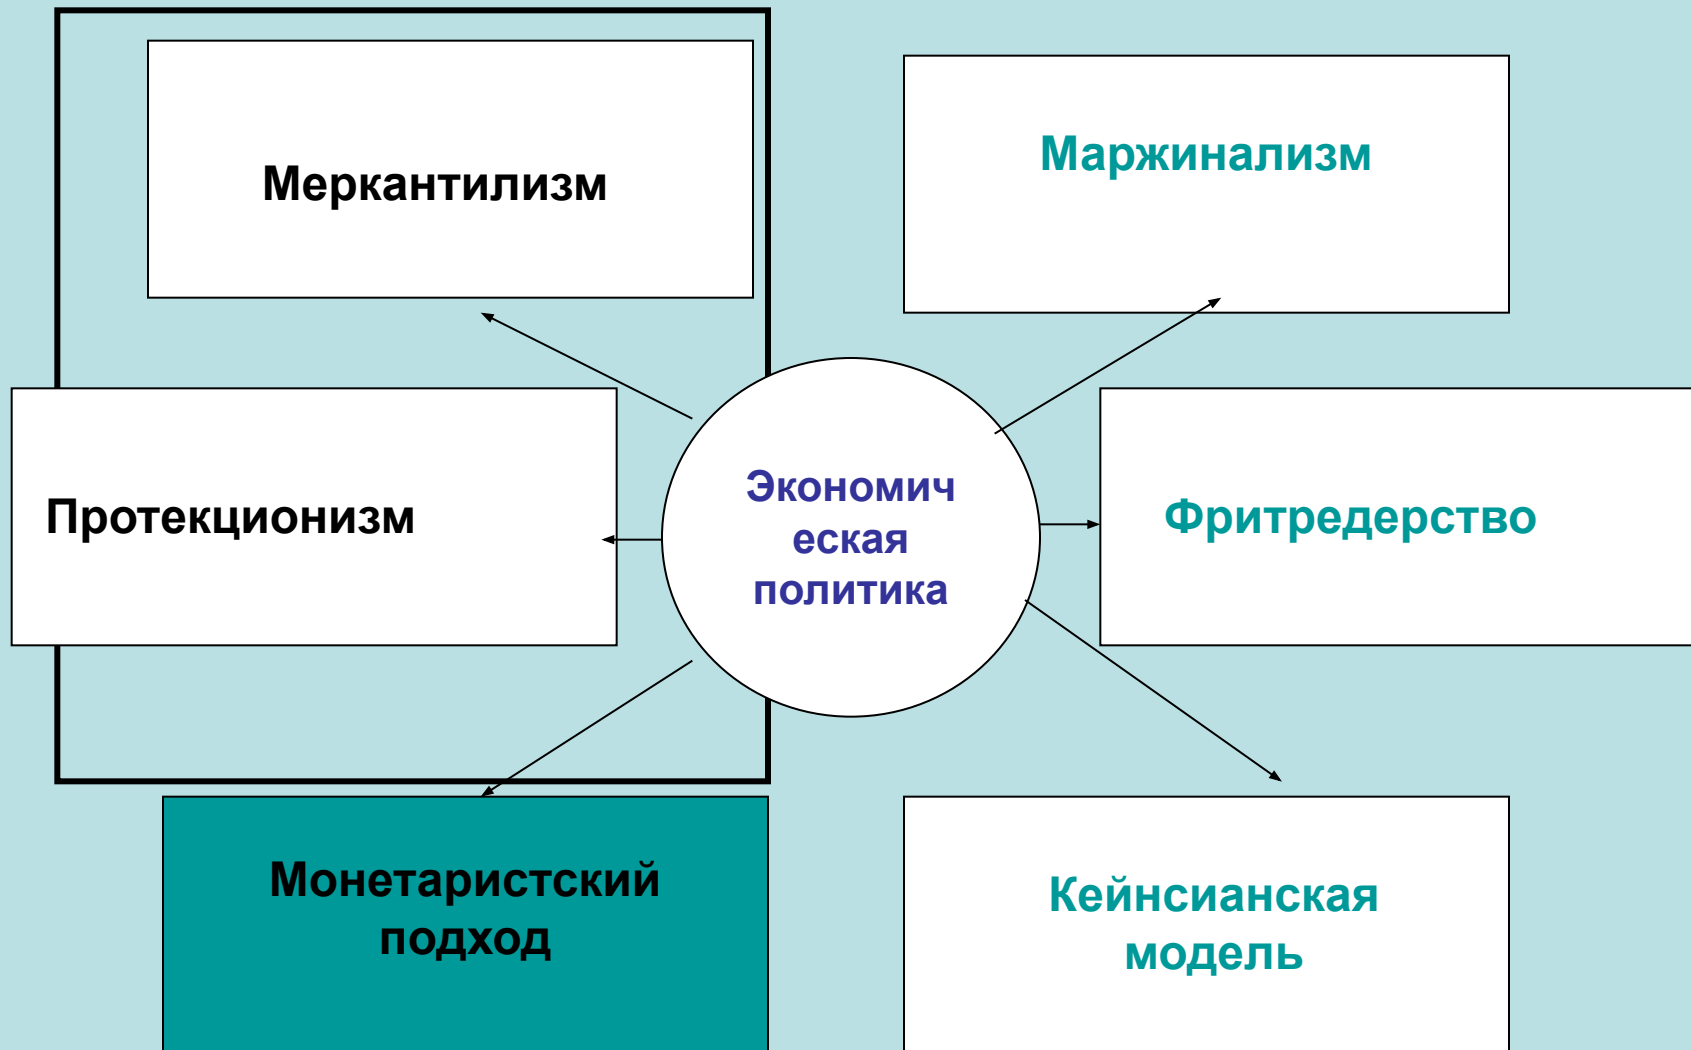 Меркантилизм
Маржинализм
Протекционизм
Экономич
еская
политика
Фритредерство
Монетаристский
подход
Кейнсианская
модель